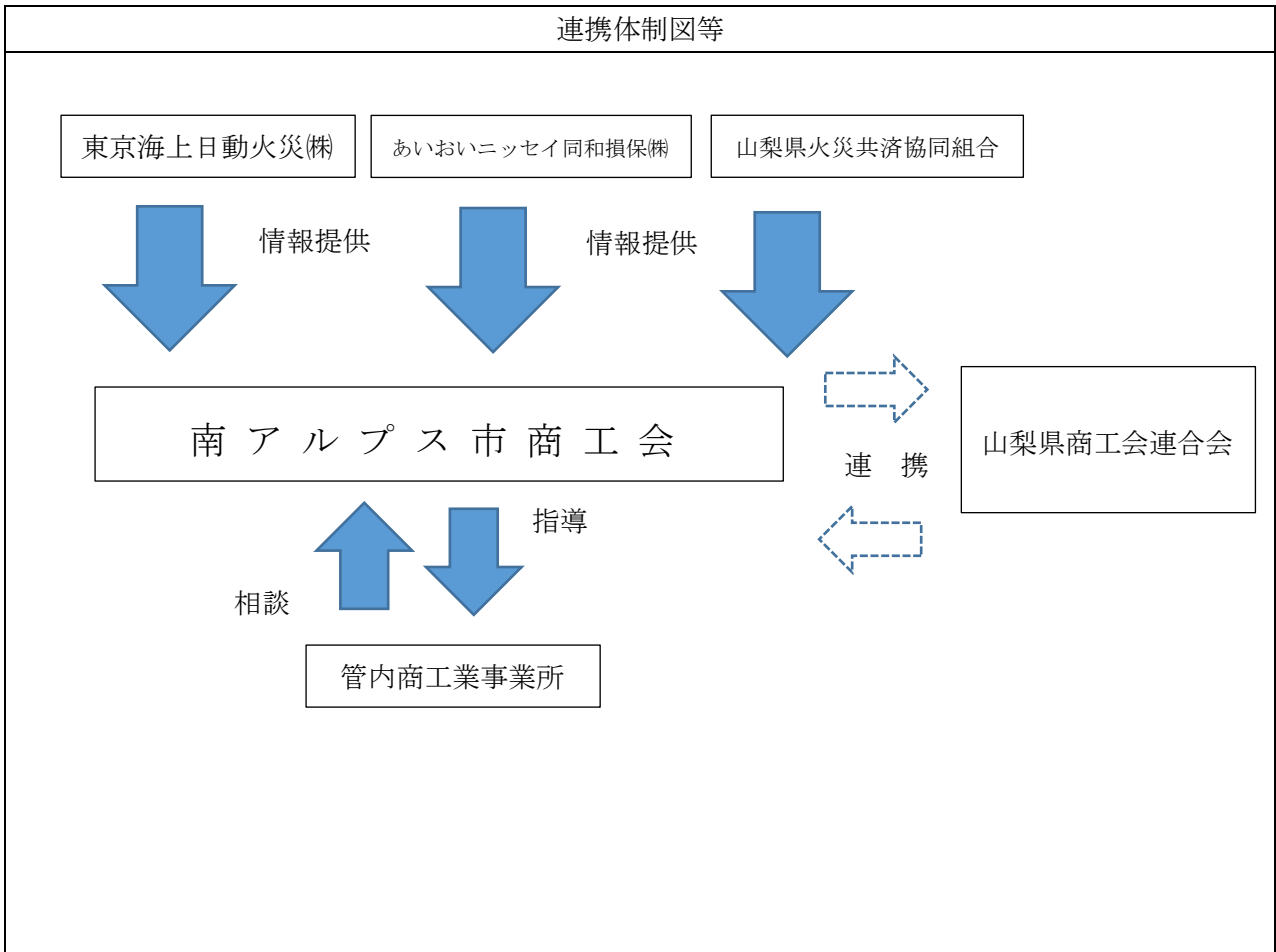 連携体制図等
東京海上日動火災㈱
あいおいニッセイ同和損保㈱
山梨県火災共済協同組合
情報提供
情報提供
南アルプス市商工会
連　携
山梨県商工会連合会
指導
相談
管内商工業事業所